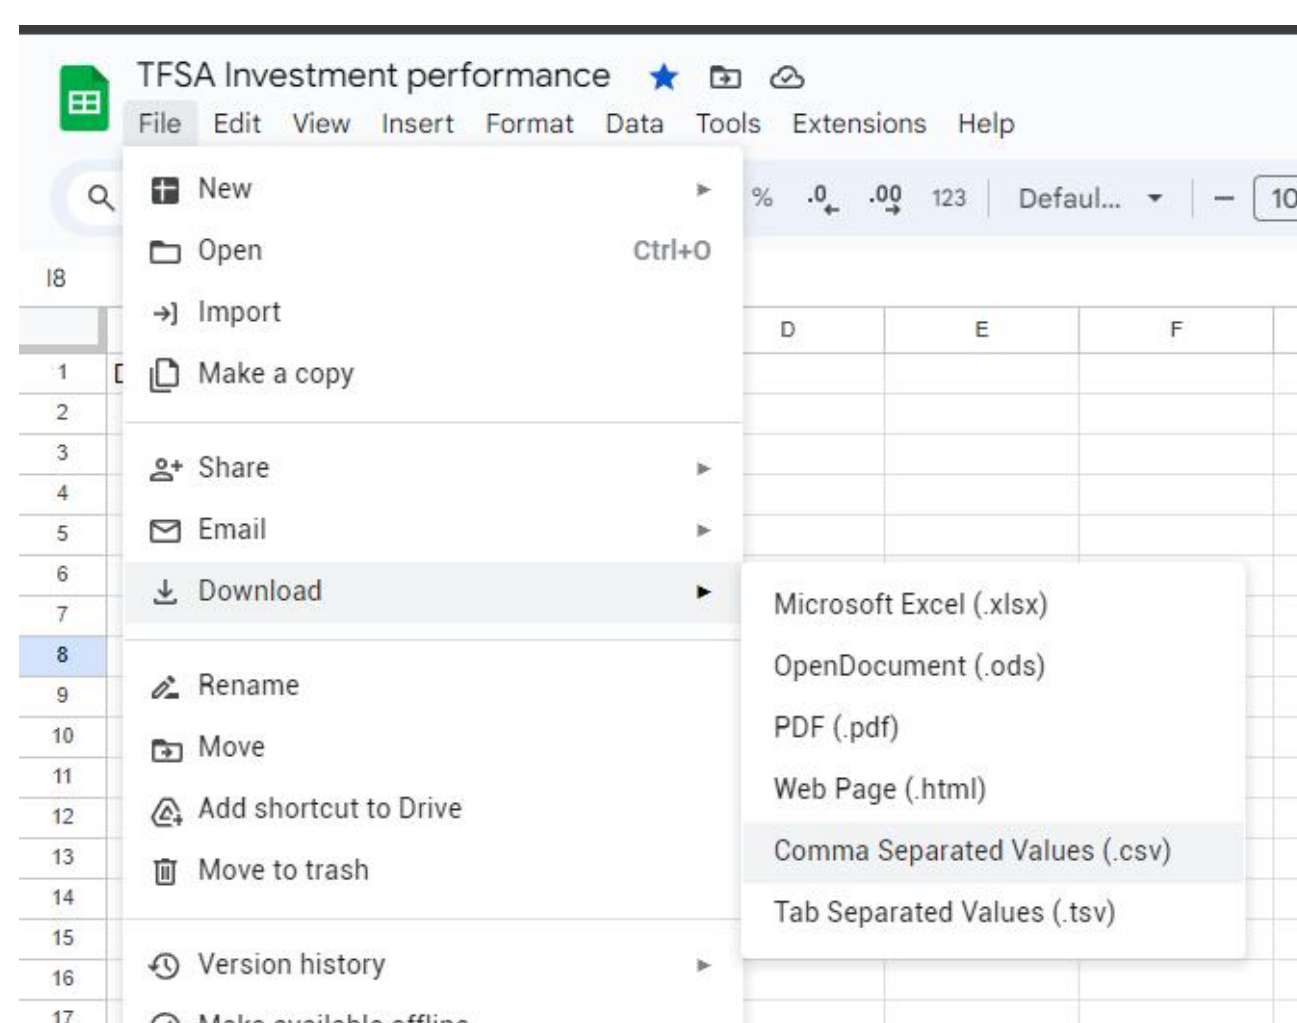 TFSA Investment performance
File Edit View Insert Format Data Tools Extensions Help
New % .0 .00 123 Defaul... 10
Open Ctrl+O
I8
Import
D E F
1
Make a copy
2
3
Share
4
5 Email
6
Download
Microsoft Excel (.xlsx)
7
8
OpenDocument (.ods)
9 Rename
10 PDF (.pdf)
Move
11
Web Page (.html)
12 Add shortcut to Drive
13 Comma Separated Values (.csv)
Move to trash
14
Tab Separated Values (.tsv)
15
16 Version history
17 Make available offline